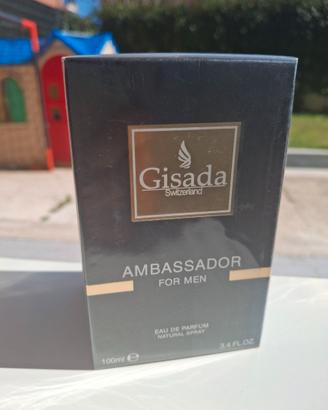 Gisada
Switzerland
AMBASSADOR
FOR MEN
EAU DE PARFUM
NATURAL SPRAY
100ml ℮
3.4 FL.OZ.